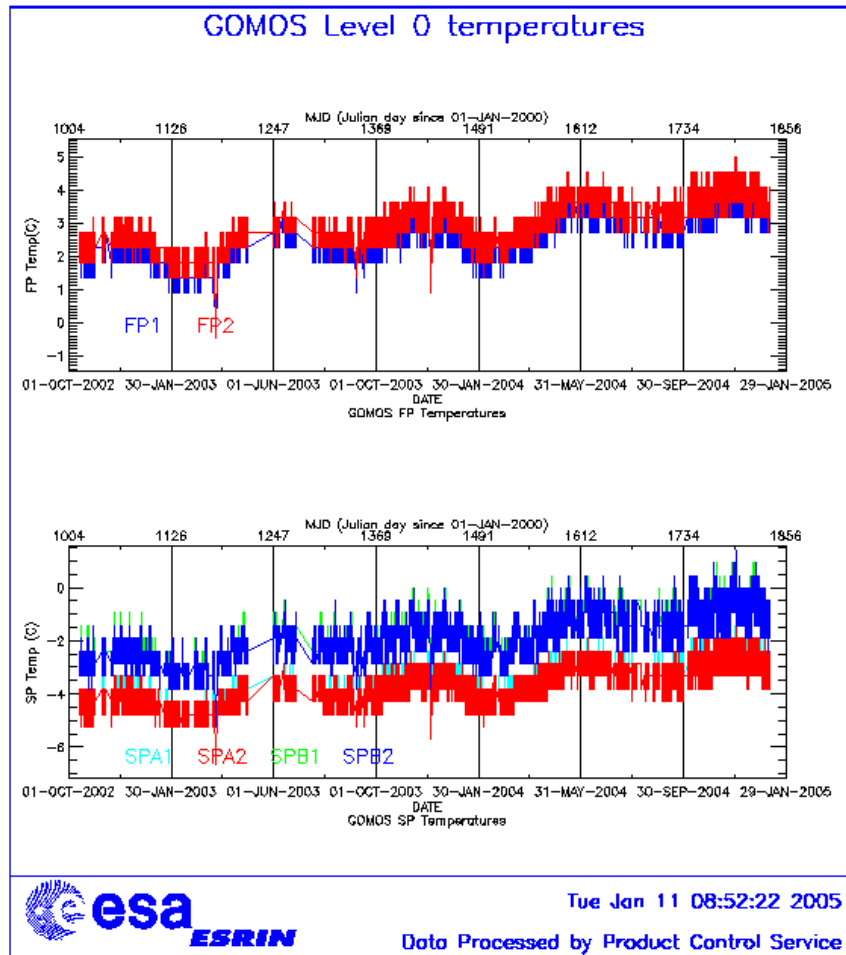 GOMOS Level 0 temperatures
MJD (Julian day since 01-JAN-2000)
1004 1126 1247 1369 1491 1612 1734 1856
5
4
3
2
1
0
-1
FP Temp(C)
FP1 FP2
01-OCT-2002 30-JAN-2003 01-JUN-2003 01-OCT-2003 30-JAN-2004 31-MAY-2004 30-SEP-2004 29-JAN-2005
DATE
GOMOS FP Temperatures
MJD (Julian day since 01-JAN-2000)
1004 1126 1247 1369 1491 1612 1734 1856
0
-2
-4
-6
SP Temp (C)
SPA1 SPA2 SPB1 SPB2
01-OCT-2002 30-JAN-2003 01-JUN-2003 01-OCT-2003 30-JAN-2004 31-MAY-2004 30-SEP-2004 29-JAN-2005
DATE
GOMOS SP Temperatures
esa
ESRIN
Tue Jan 11 08:52:22 2005
Data Processed by Product Control Service